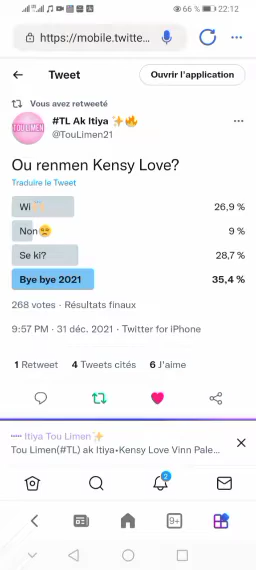 66 % 22:12
https://mobile.twitte...
Tweet
Ouvrir l'application
Vous avez retweeté
#TL Ak Itiya ✨🔥
@TouLimen21
TOULIMEN
Ou renmen Kensy Love?
Traduire le Tweet
Wi 26,9 %
Non😒 9 %
Se ki? 28,7 %
Bye bye 2021 35,4 %
268 votes · Résultats finaux
9:57 PM · 31 déc. 2021 · Twitter for iPhone
1 Retweet 4 Tweets cités 6 J'aime
Itiya Tou Limen✨
Tou Limen(#TL) ak Itiya•Kensy Love Vinn Pale...
2
9+